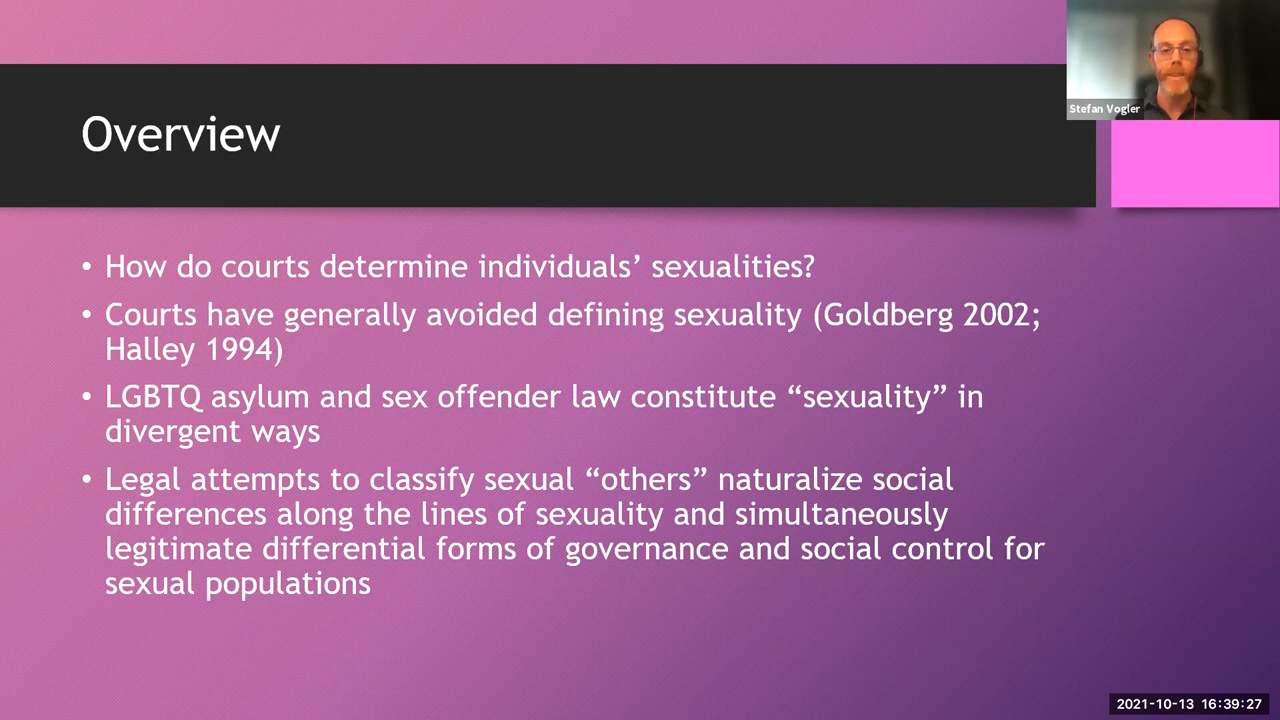 Stefan Vogler
Overview
• How do courts determine individuals’ sexualities?
• Courts have generally avoided defining sexuality (Goldberg 2002;
Halley 1994)
• LGBTQ asylum and sex offender law constitute “sexuality” in
divergent ways
• Legal attempts to classify sexual “others” naturalize social
differences along the lines of sexuality and simultaneously
legitimate differential forms of governance and social control for
sexual populations
2021-10-13 16:39:27